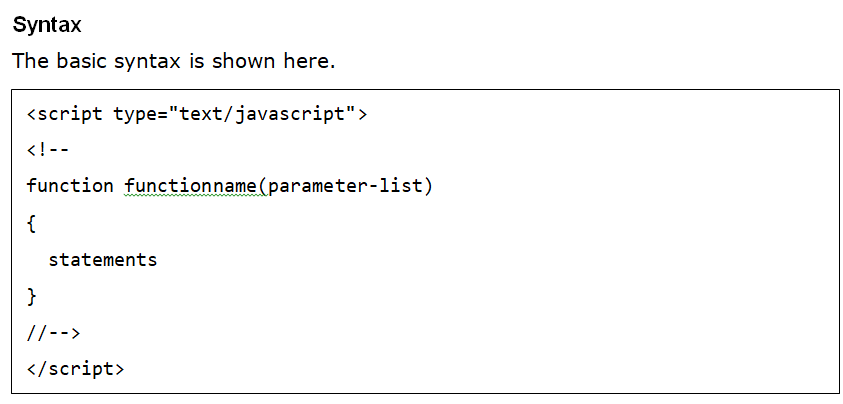 Syntax
The basic syntax is shown here.
<script type="text/javascript">
<!--
function functionname(parameter-list)
{
  statements
}
//-->
</script>